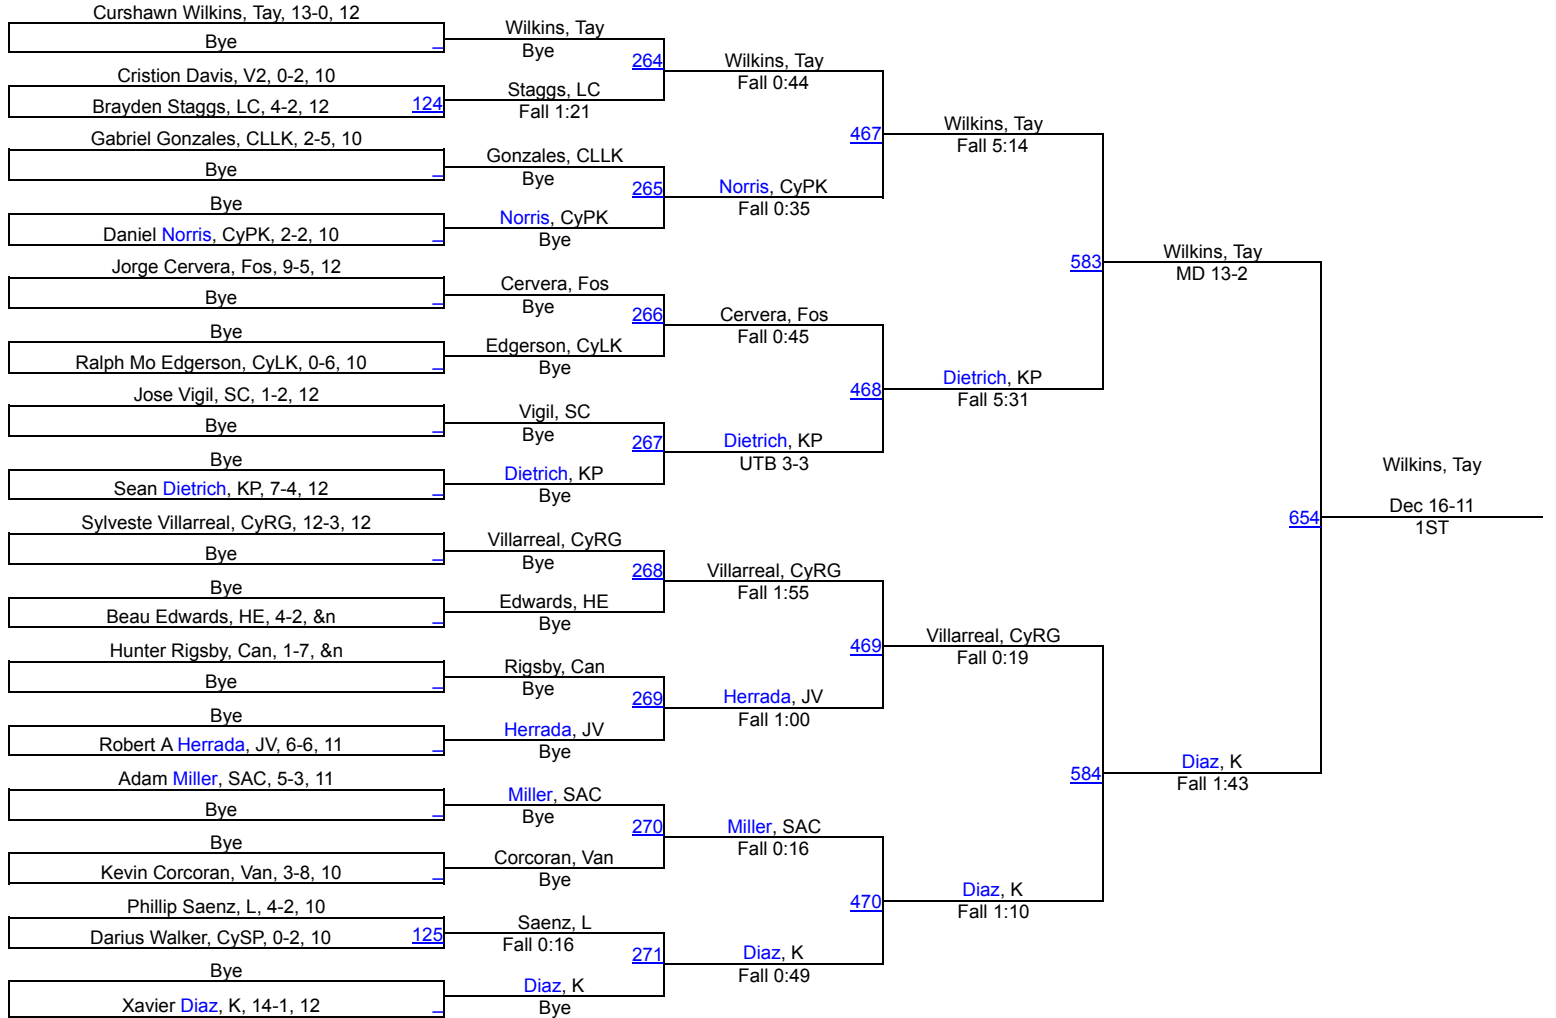 Curshawn Wilkins, Tay, 13-0, 12
Bye
Cristion Davis, V2, 0-2, 10
Brayden Staggs, LC, 4-2, 12
124
Gabriel Gonzales, CLLK, 2-5, 10
Bye
Bye
Daniel Norris, CyPK, 2-2, 10
Jorge Cervera, Fos, 9-5, 12
Bye
Bye
Ralph Mo Edgerson, CyLK, 0-6, 10
Jose Vigil, SC, 1-2, 12
Bye
Bye
Sean Dietrich, KP, 7-4, 12
Sylveste Villarreal, CyRG, 12-3, 12
Bye
Bye
Beau Edwards, HE, 4-2, &n
Hunter Rigsby, Can, 1-7, &n
Bye
Bye
Robert A Herrada, JV, 6-6, 11
Adam Miller, SAC, 5-3, 11
Bye
Bye
Kevin Corcoran, Van, 3-8, 10
Phillip Saenz, L, 4-2, 10
Darius Walker, CySP, 0-2, 10
125
Bye
Xavier Diaz, K, 14-1, 12
Wilkins, Tay
Bye
264
Staggs, LC
Fall 1:21
Gonzales, CLLK
Bye
265
Norris, CyPK
Bye
Cervera, Fos
Bye
266
Edgerson, CyLK
Bye
Vigil, SC
Bye
267
Dietrich, KP
Bye
Villarreal, CyRG
Bye
268
Edwards, HE
Bye
Rigsby, Can
Bye
269
Herrada, JV
Bye
Miller, SAC
Bye
270
Corcoran, Van
Bye
Saenz, L
Fall 0:16
271
Diaz, K
Bye
Wilkins, Tay
Fall 0:44
467
Norris, CyPK
Fall 0:35
Cervera, Fos
Fall 0:45
468
Dietrich, KP
UTB 3-3
Villarreal, CyRG
Fall 1:55
469
Herrada, JV
Fall 1:00
Miller, SAC
Fall 0:16
470
Diaz, K
Fall 0:49
Wilkins, Tay
Fall 5:14
583
Dietrich, KP
Fall 5:31
Villarreal, CyRG
Fall 0:19
584
Diaz, K
Fall 1:10
Wilkins, Tay
MD 13-2
654
Diaz, K
Fall 1:43
Wilkins, Tay
Dec 16-11
1ST